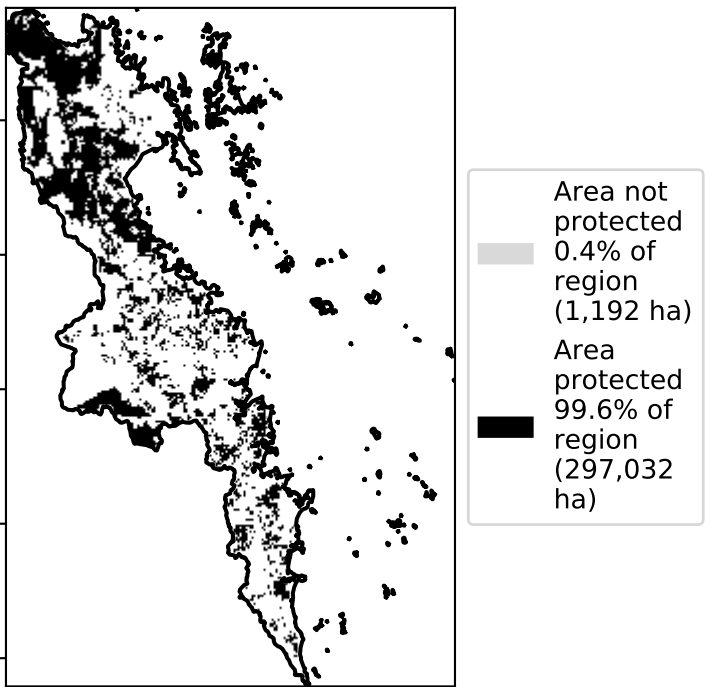 Area not
protected
0.4% of
region
(1,192 ha)
Area
protected
99.6% of
region
(297,032
ha)